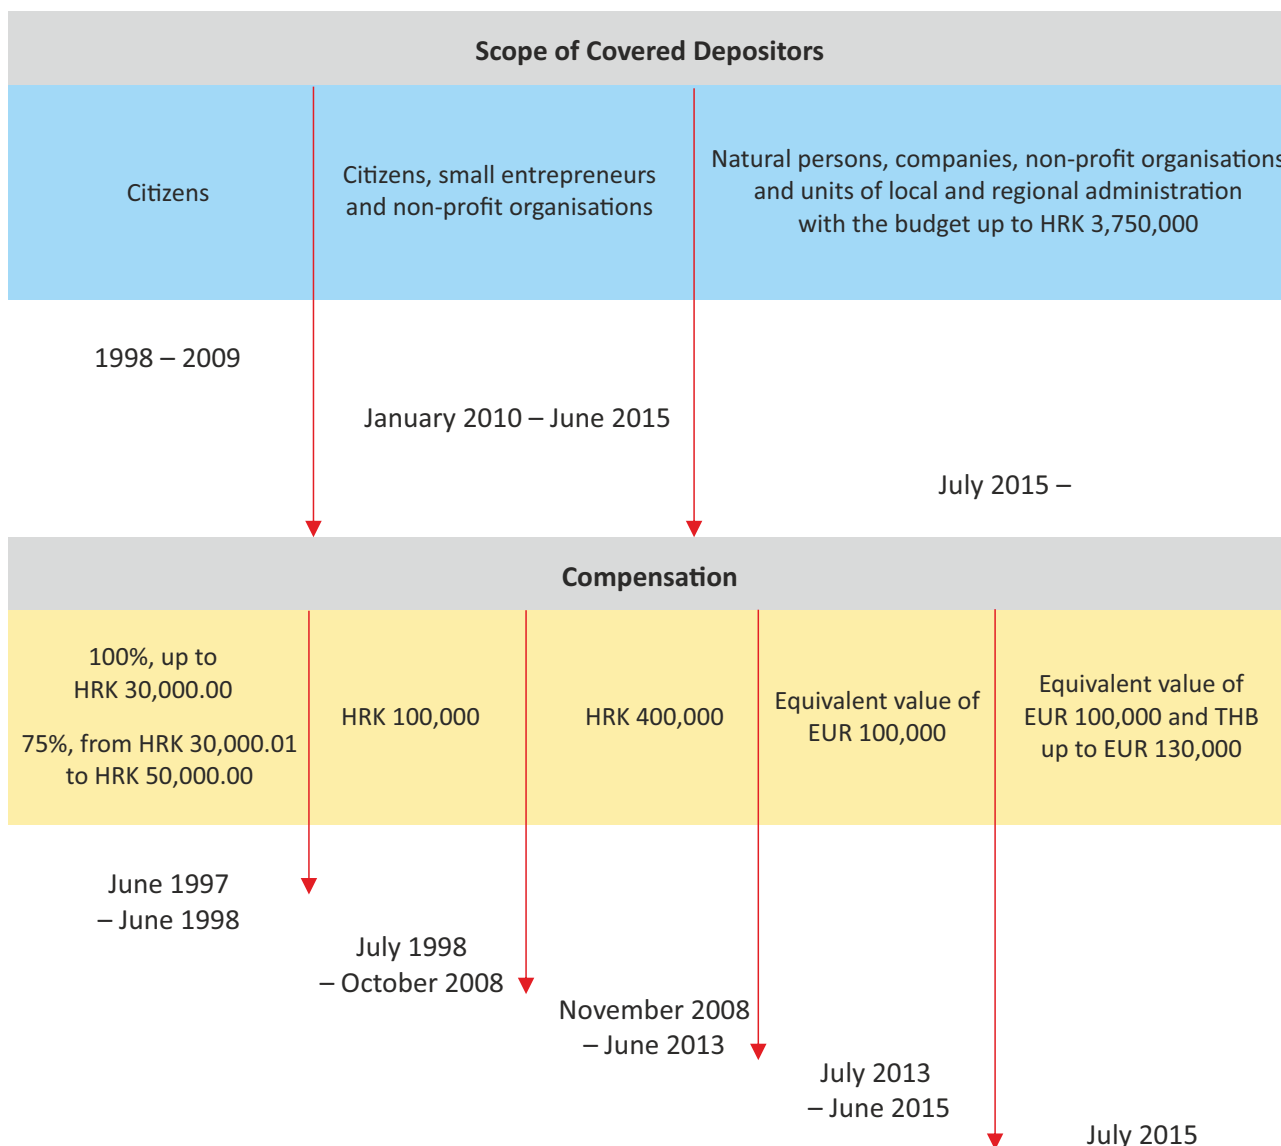 Scope of Covered Depositors
Citizens
Citizens, small entrepreneurs
and non-profit organisations
Natural persons, companies, non-profit organisations
and units of local and regional administration
with the budget up to HRK 3,750,000
1998 – 2009
January 2010 – June 2015
July 2015 –
Compensation
100%, up to
HRK 30,000.00
75%, from HRK 30,000.01
to HRK 50,000.00
HRK 100,000
HRK 400,000
Equivalent value of
EUR 100,000
Equivalent value of
EUR 100,000 and THB
up to EUR 130,000
June 1997
– June 1998
July 1998
– October 2008
November 2008
– June 2013
July 2013
– June 2015
July 2015